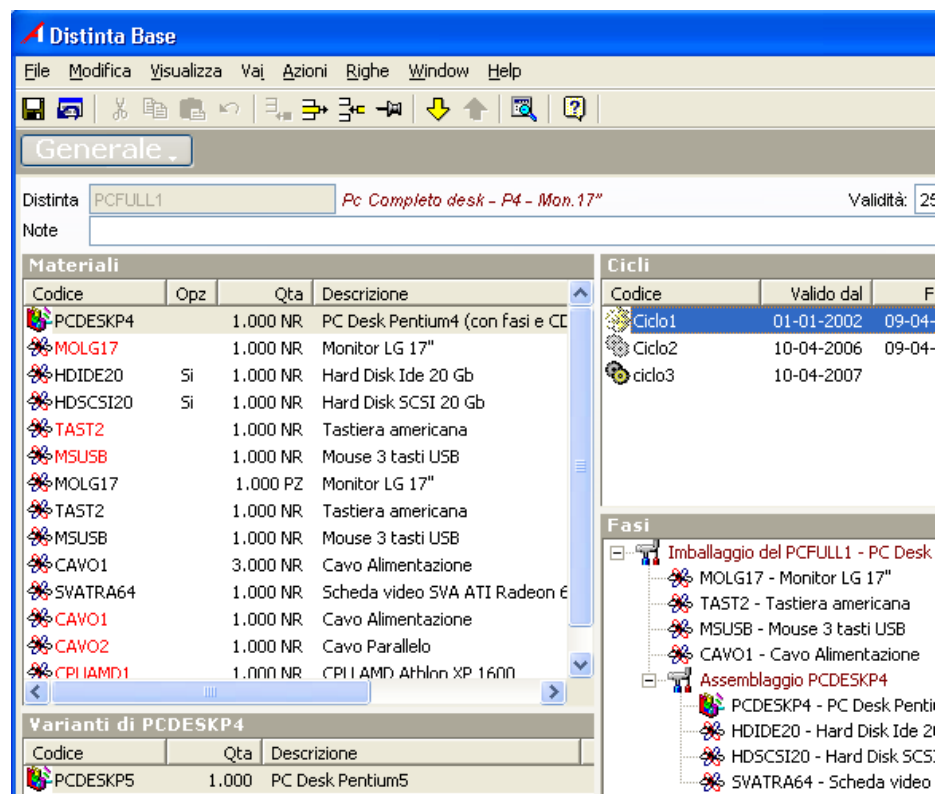 Distinta Base
File Modifica Visualizza Vai Azioni Righe Window Help
Generale
Distinta PCFULL1 Pc Completo desk - P4 - Mon.17" Validità: 25
Note
Materiali
Codice Opz Qta Descrizione
PCDESKP4 1.000 NR PC Desk Pentium4 (con fasi e
MOLG17 1.000 NR Monitor LG 17"
HDIDE20 Si 1.000 NR Hard Disk Ide 20 Gb
HDSCSI20 Si 1.000 NR Hard Disk SCSI 20 Gb
TAST2 1.000 NR Tastiera americana
MSUSB 1.000 NR Mouse 3 tasti USB
MOLG17 1.000 PZ Monitor LG 17"
TAST2 1.000 NR Tastiera americana
MSUSB 1.000 NR Mouse 3 tasti USB
CAVO1 3.000 NR Cavo Alimentazione
SVATRA64 1.000 NR Scheda video SVA ATI Radeon
CAVO1 1.000 NR Cavo Alimentazione
CAVO2 1.000 NR Cavo Parallelo
CPUAMD1 1.000 NR CPU AMD Athlon XP 1600
Varianti di PCDESKP4
Codice Qta Descrizione
PCDESKP5 1.000 PC Desk Pentium5
Cicli
Codice Valido dal F
Ciclo1 01-01-2002 09-04-
Ciclo2 10-04-2006 09-04-
ciclo3 10-04-2007
Fasi
Imballaggio del PCFULL1 - PC Desk
MOLG17 - Monitor LG 17"
TAST2 - Tastiera americana
MSUSB - Mouse 3 tasti USB
CAVO1 - Cavo Alimentazione
Assemblaggio PCDESKP4
PCDESKP4 - PC Desk Penti
HDIDE20 - Hard Disk Ide 2
HDSCSI20 - Hard Disk SCS
SVATRA64 - Scheda video